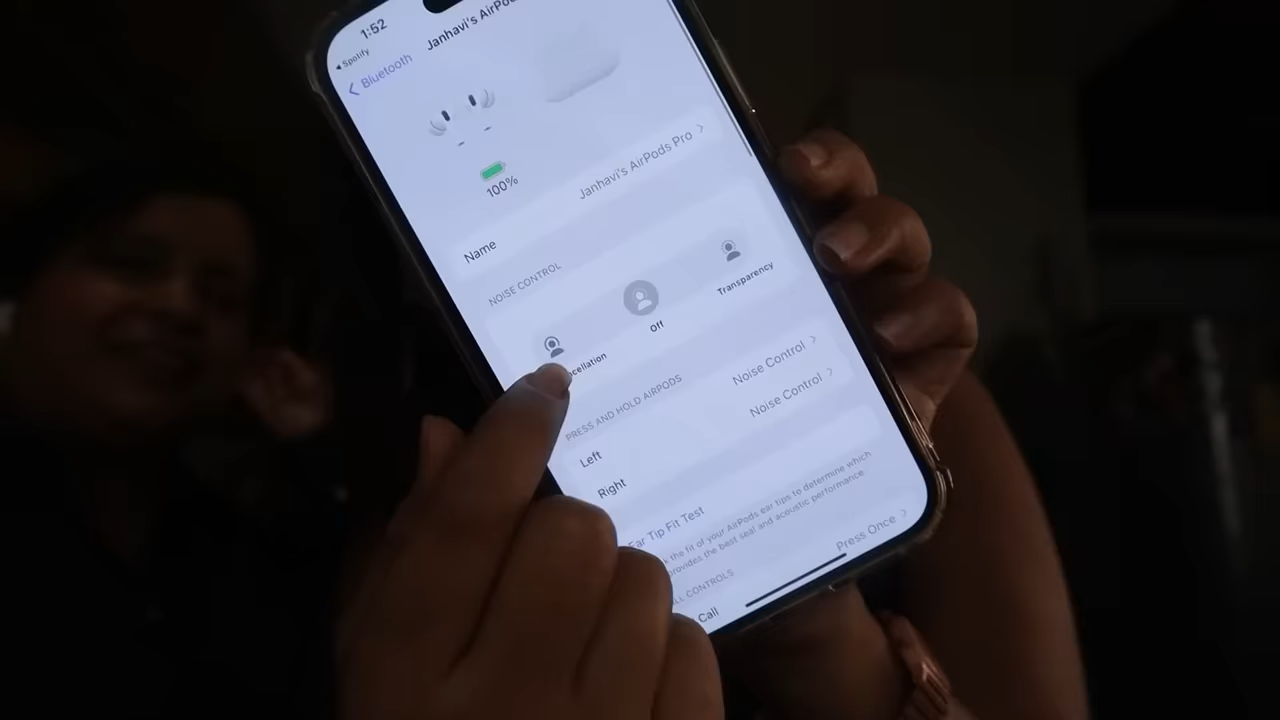 1:52
◀ Spotify
Bluetooth
Janhavi's
100%
Name
Janhavi's AirPods Pro
NOISE CONTROL
Off
Transparency
PRESS AND HOLD AIRPODS
Left
Noise Control
Right
Noise Control
Ear Tip Fit Test
the fit of your AirPods ear tips to determine which
provides the best seal and acoustic performance.
CONTROLS
Call
Press Once